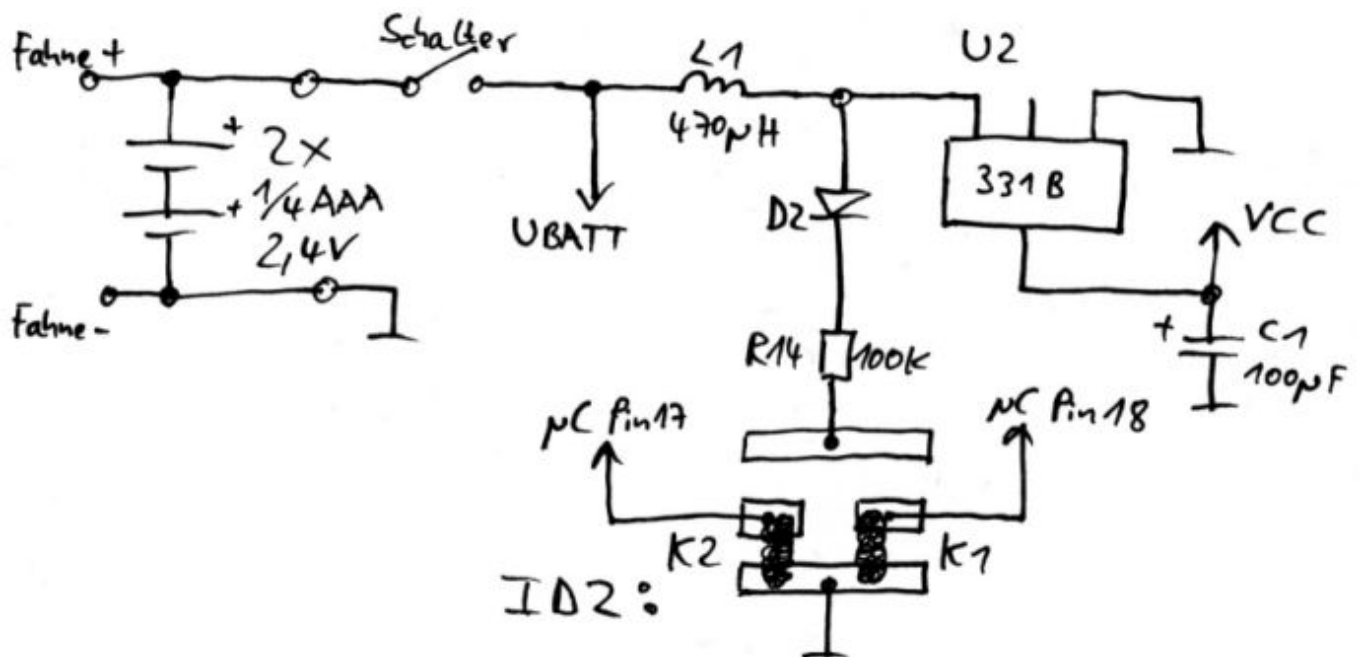 Fahne +
Schalter
L1
U2
470µH
+ 2x
+ 1/4 AAA
2,4V
UBATT
D2
331B
VCC
Fahne -
R14 100K
+ C1
100µF
µC Pin17
µC Pin18
K2
K1
ID2: